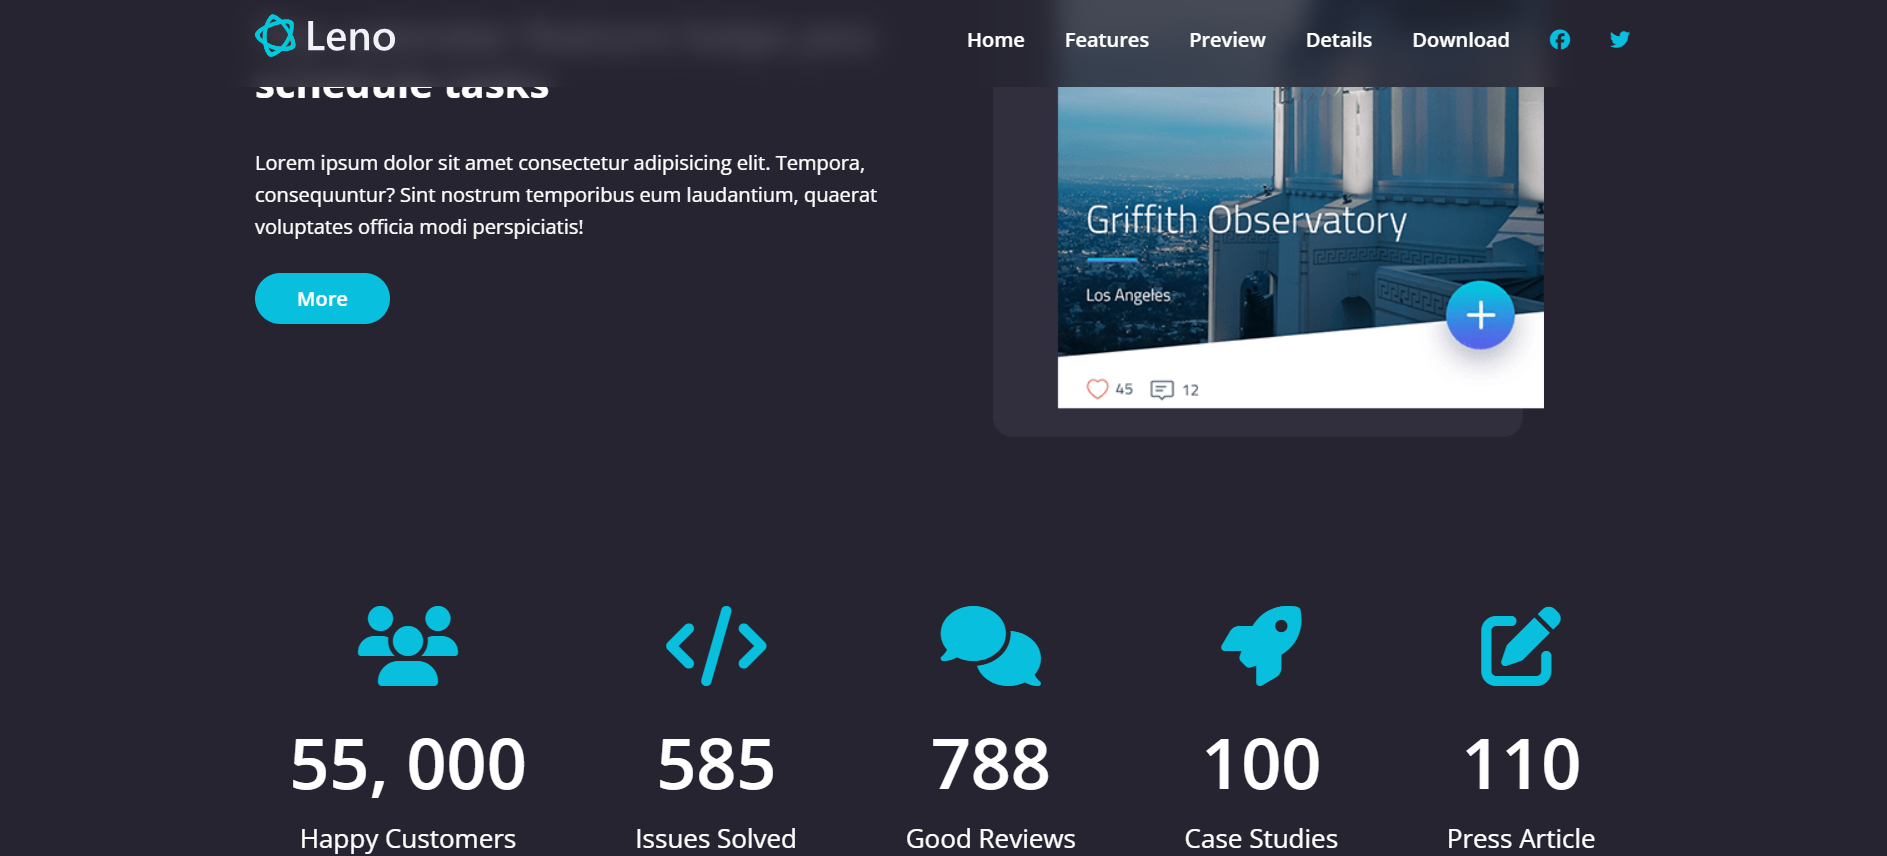 Leno
Home
Features
Preview
Details
Download
schedule tasks
Lorem ipsum dolor sit amet consectetur adipisicing elit. Tempora,
consequuntur? Sint nostrum temporibus eum laudantium, quaerat
voluptates officia modi perspiciatis!
More
Griffith Observatory
Los Angeles
45
12
55, 000
Happy Customers
585
Issues Solved
788
Good Reviews
100
Case Studies
110
Press Article